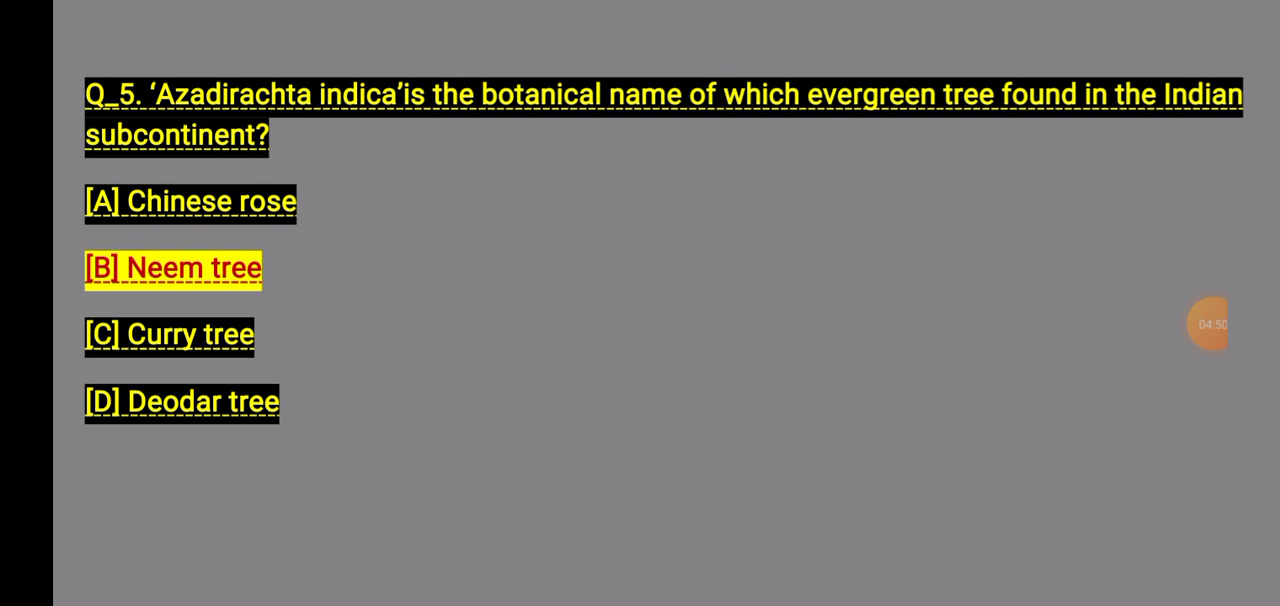 Q_5. ‘Azadirachta indica’is the botanical name of which evergreen tree found in the Indian
subcontinent?
[A] Chinese rose
[B] Neem tree
04:50
[C] Curry tree
[D] Deodar tree